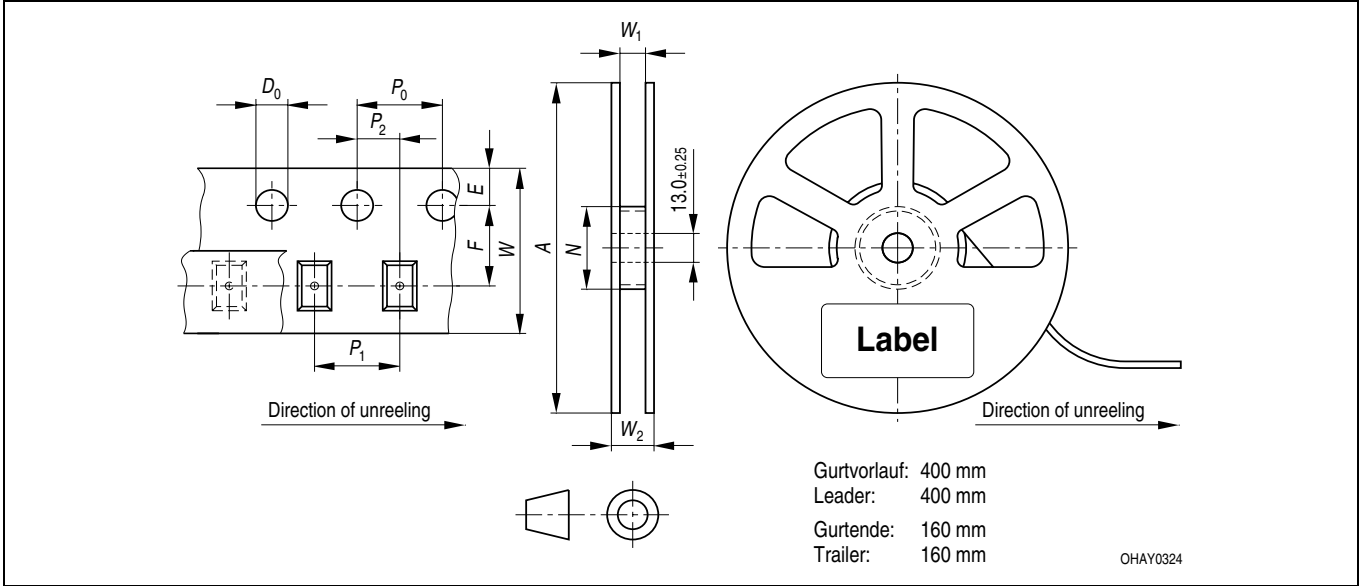 W1
D0
P0
P2
E
F
W
A
N
13.0±0.25
P1
W2
Label
Direction of unreeling
Direction of unreeling
Gurtvorlauf: 400 mm
Leader: 400 mm
Gurtende: 160 mm
Trailer: 160 mm
OHAY0324